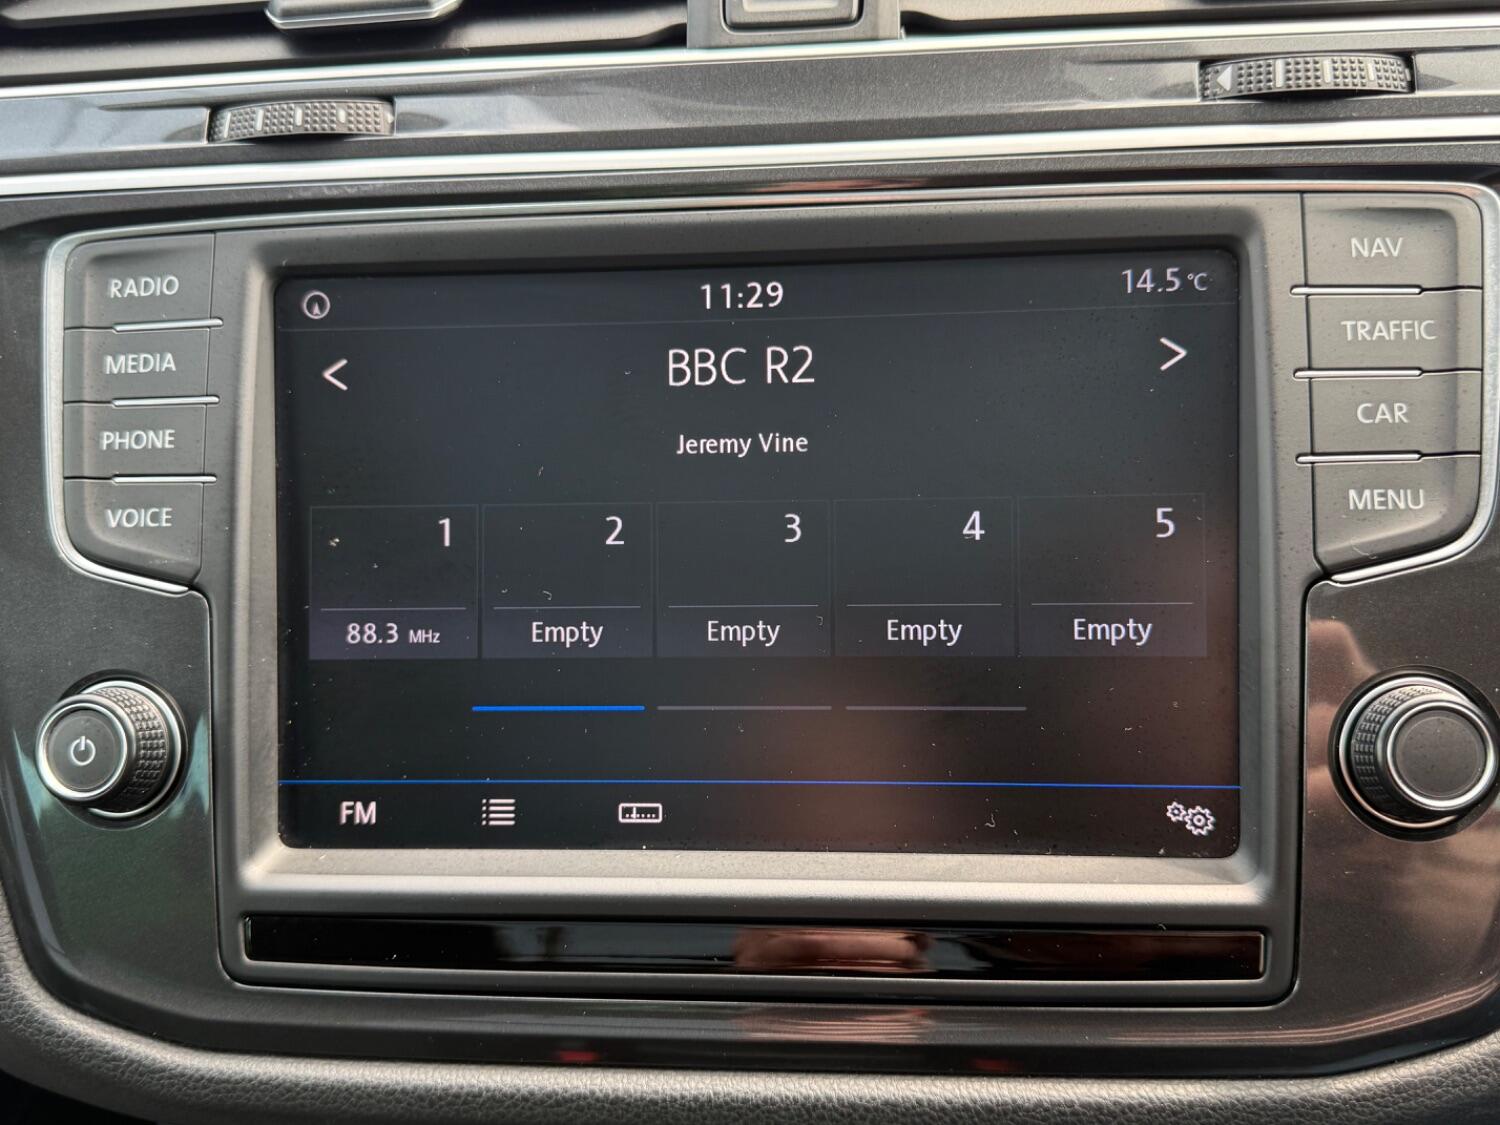 RADIO
MEDIA
PHONE
VOICE
11:29
14.5 °C
< BBC R2 >
Jeremy Vine
1 2 3 4 5
88.3 MHz Empty Empty Empty Empty
FM
NAV
TRAFFIC
CAR
MENU